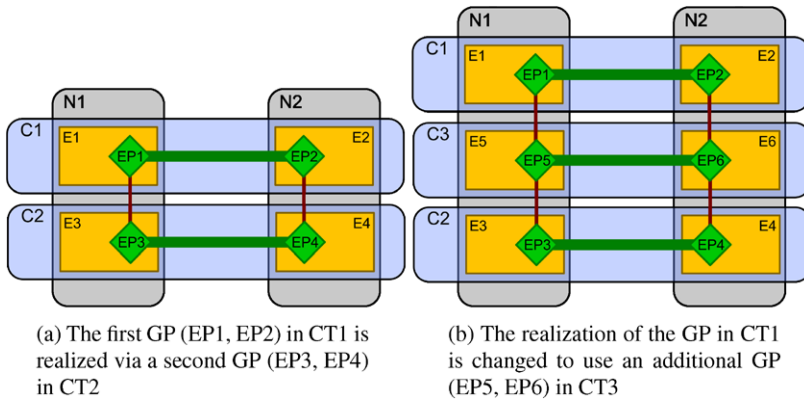 N1 N2
C1 E1 E2
EP1 EP2
C2 E3 E4
EP3 EP4
(a) The first GP (EP1, EP2) in CT1 is
realized via a second GP (EP3, EP4)
in CT2
N1 N2
C1 E1 E2
EP1 EP2
C3 E5 E6
EP5 EP6
C2 E3 E4
EP3 EP4
(b) The realization of the GP in CT1
is changed to use an additional GP
(EP5, EP6) in CT3